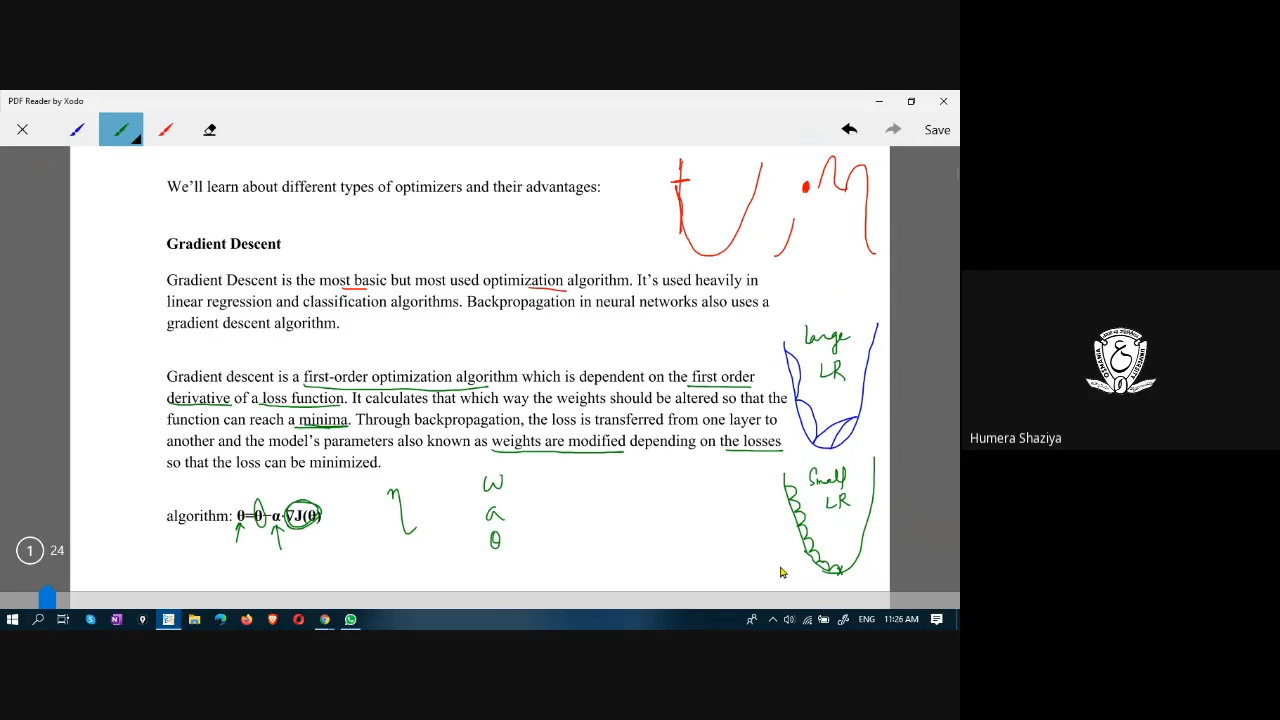 PDF Reader by Xodo
Save
We’ll learn about different types of optimizers and their advantages:
Gradient Descent
Gradient Descent is the most basic but most used optimization algorithm. It’s used heavily in
linear regression and classification algorithms. Backpropagation in neural networks also uses a
gradient descent algorithm.
Large
LR
Gradient descent is a first-order optimization algorithm which is dependent on the first order
derivative of a loss function. It calculates that which way the weights should be altered so that the
function can reach a minima. Through backpropagation, the loss is transferred from one layer to
another and the model’s parameters also known as weights are modified depending on the losses
so that the loss can be minimized.
Small
LR
algorithm: θ=θ−α·∇J(θ)
η
w
a
θ
1 24
ENG 11:26 AM
Humera Shaziya
OSMANIA UNIVERSITY